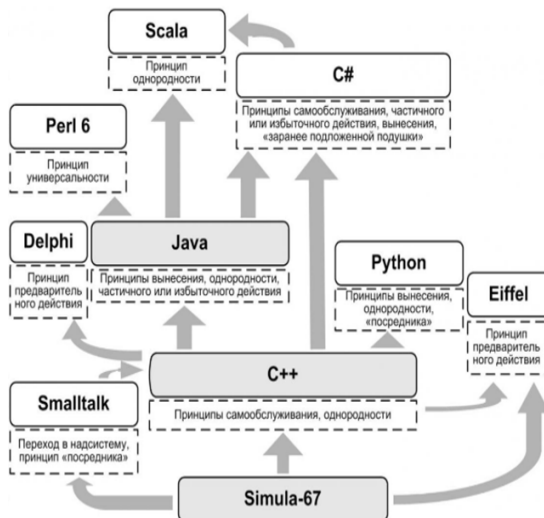 Scala
Принцип
однородности
C#
Принципы самообслуживания, частичного
или избыточного действия, вынесения,
«заранее подложенной подушки»
Perl 6
Принцип
универсальности
Delphi
Принцип
предваритель
ного действия
Java
Принципы вынесения, однородности,
частичного или избыточного действия
Python
Принципы вынесения,
однородности,
«посредника»
Eiffel
Принцип
предваритель
ного действия
C++
Принципы самообслуживания, однородности
Smalltalk
Переход в надсистему,
принцип «посредника»
Simula-67